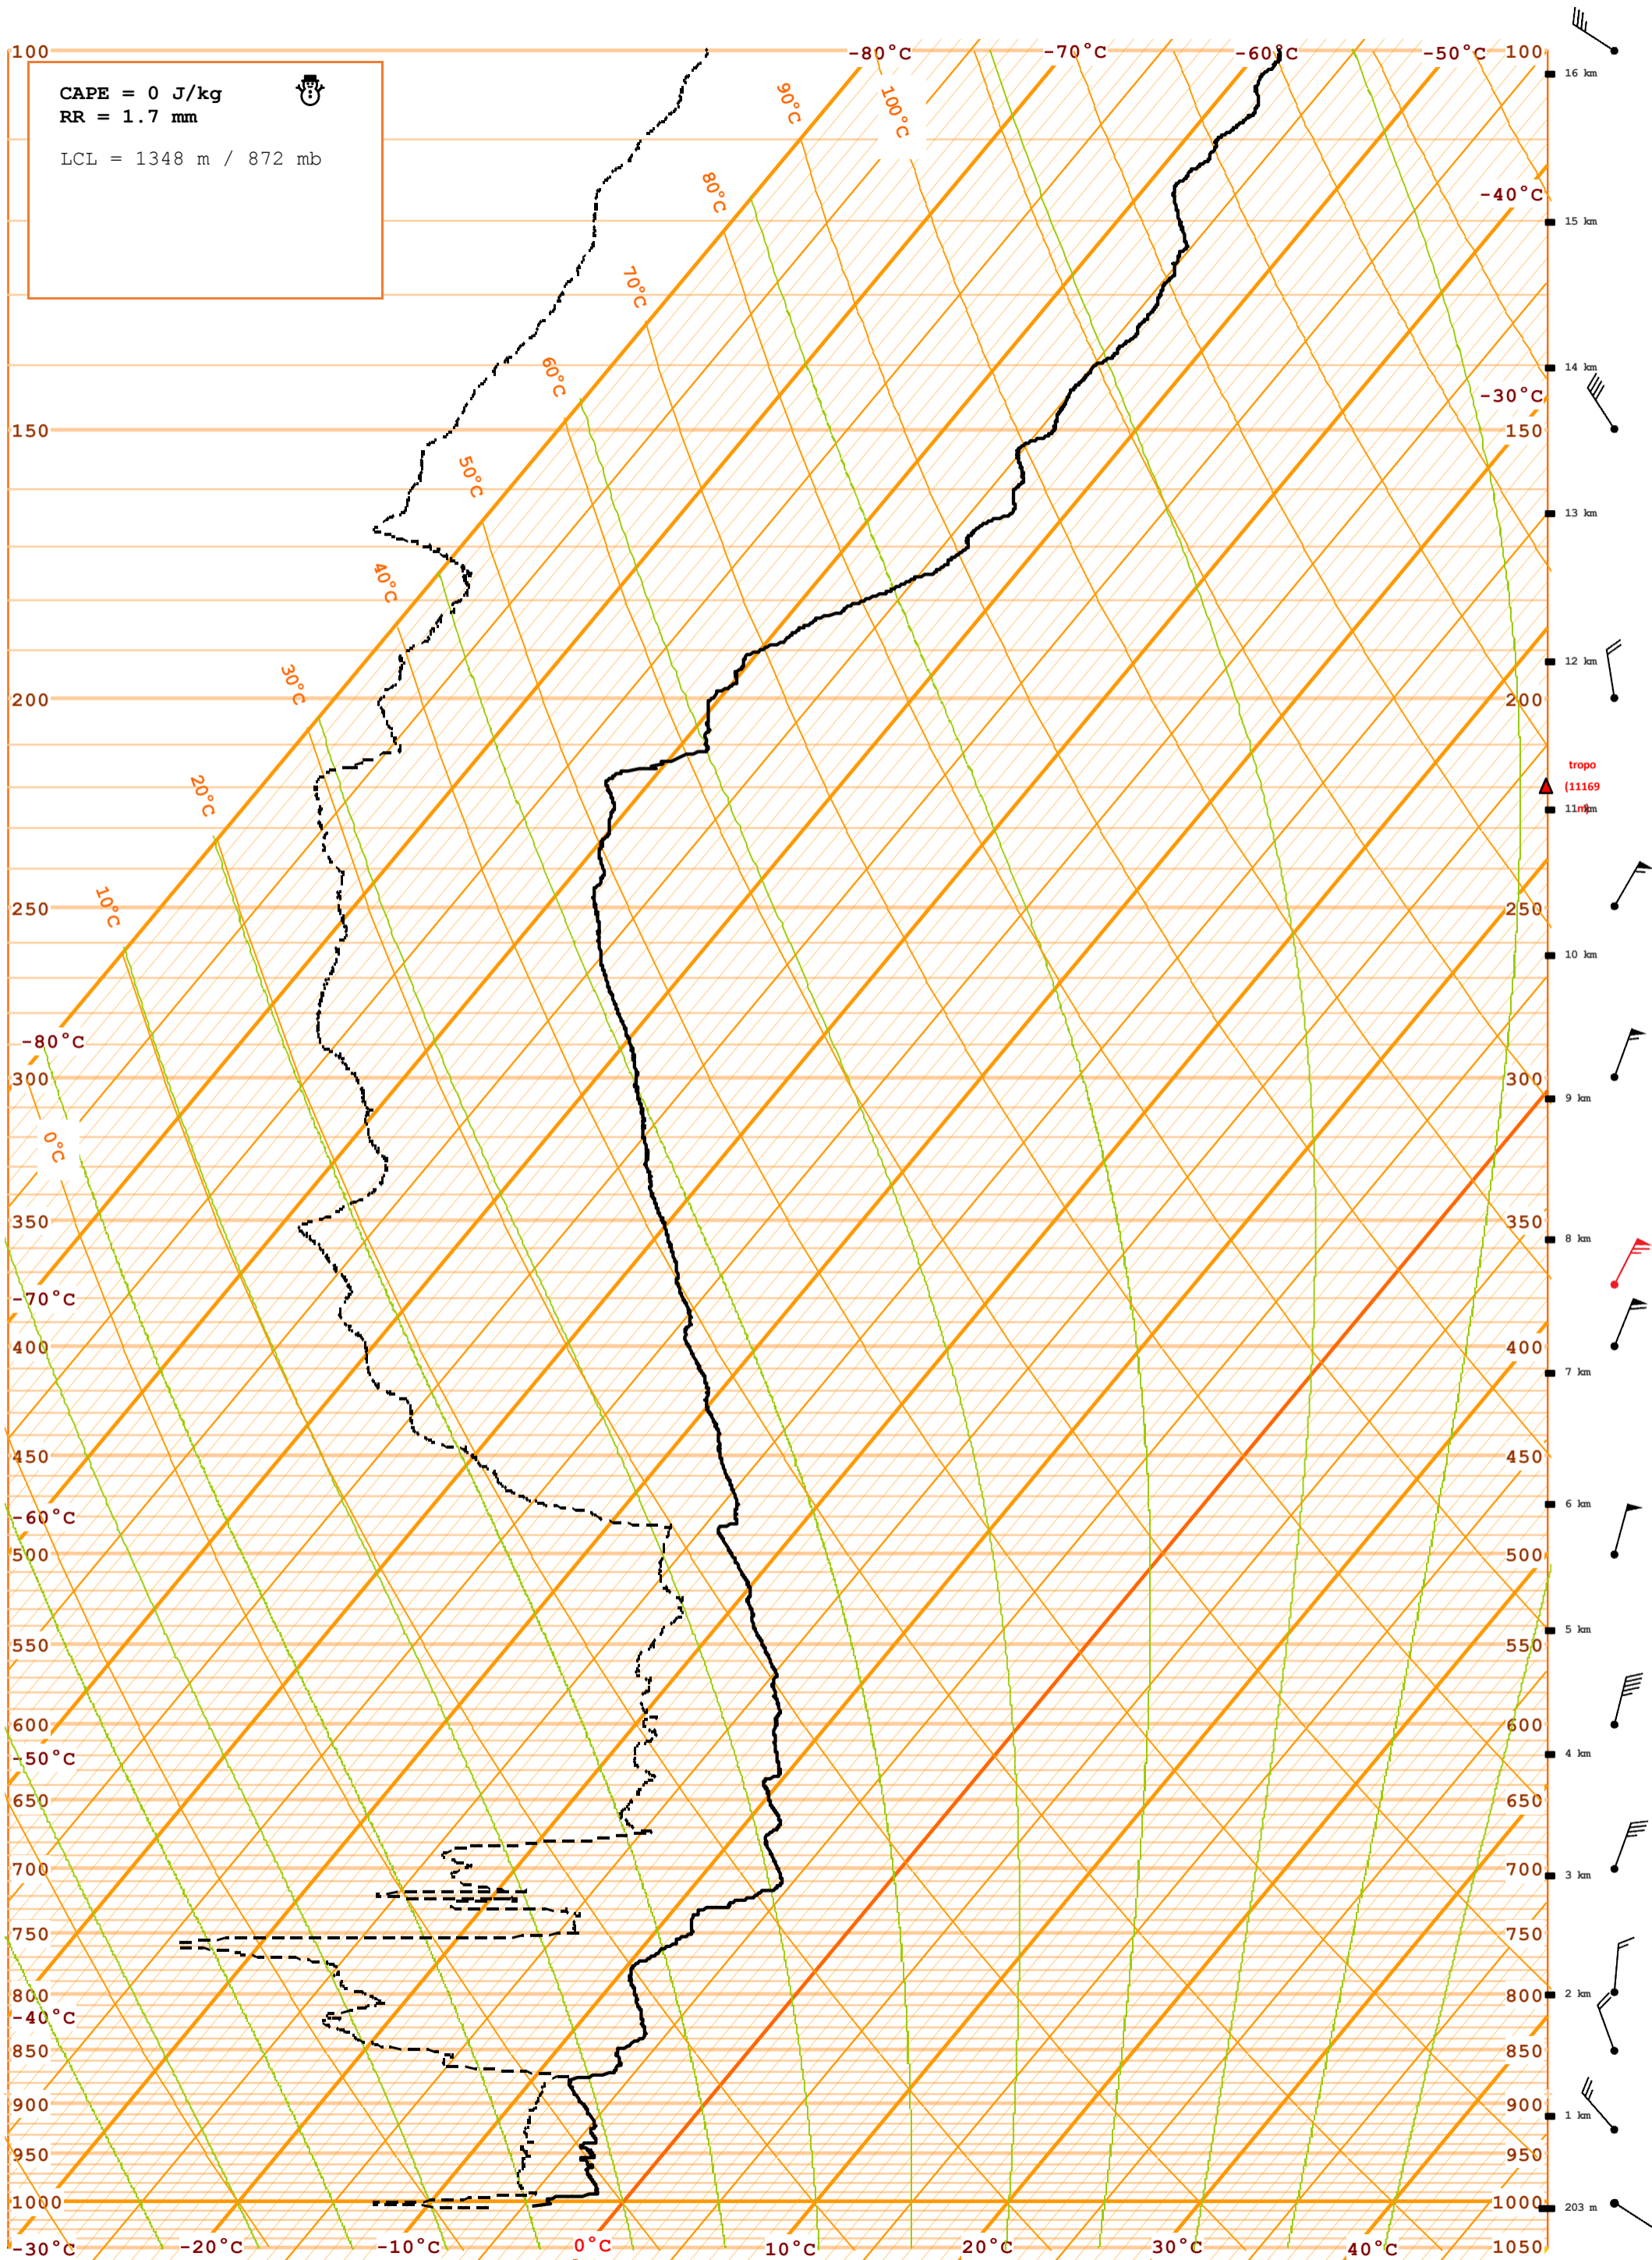 100 -80°C -70°C -60°C -50°C 100
16 km
CAPE = 0 J/kg
RR = 1.7 mm
LCL = 1348 m / 872 mb
90°C 100°C
80°C -40°C
15 km
70°C
60°C 14 km
-30°C
150 150
50°C
13 km
40°C
12 km
30°C
200 200
tropo
20°C (11169
11 km
250 250
10°C
10 km
-80°C
300 300
9 km
0°C
350 350
8 km
-70°C
400 400
7 km
450 450
6 km
-60°C
500 500
5 km
550 550
600 600
-50°C 4 km
650 650
700 700
3 km
750 750
800 800 2 km
-40°C
850 850
900 900
1 km
950 950
1000 1000
203 m
-30°C -20°C -10°C 0°C 10°C 20°C 30°C 40°C 1050